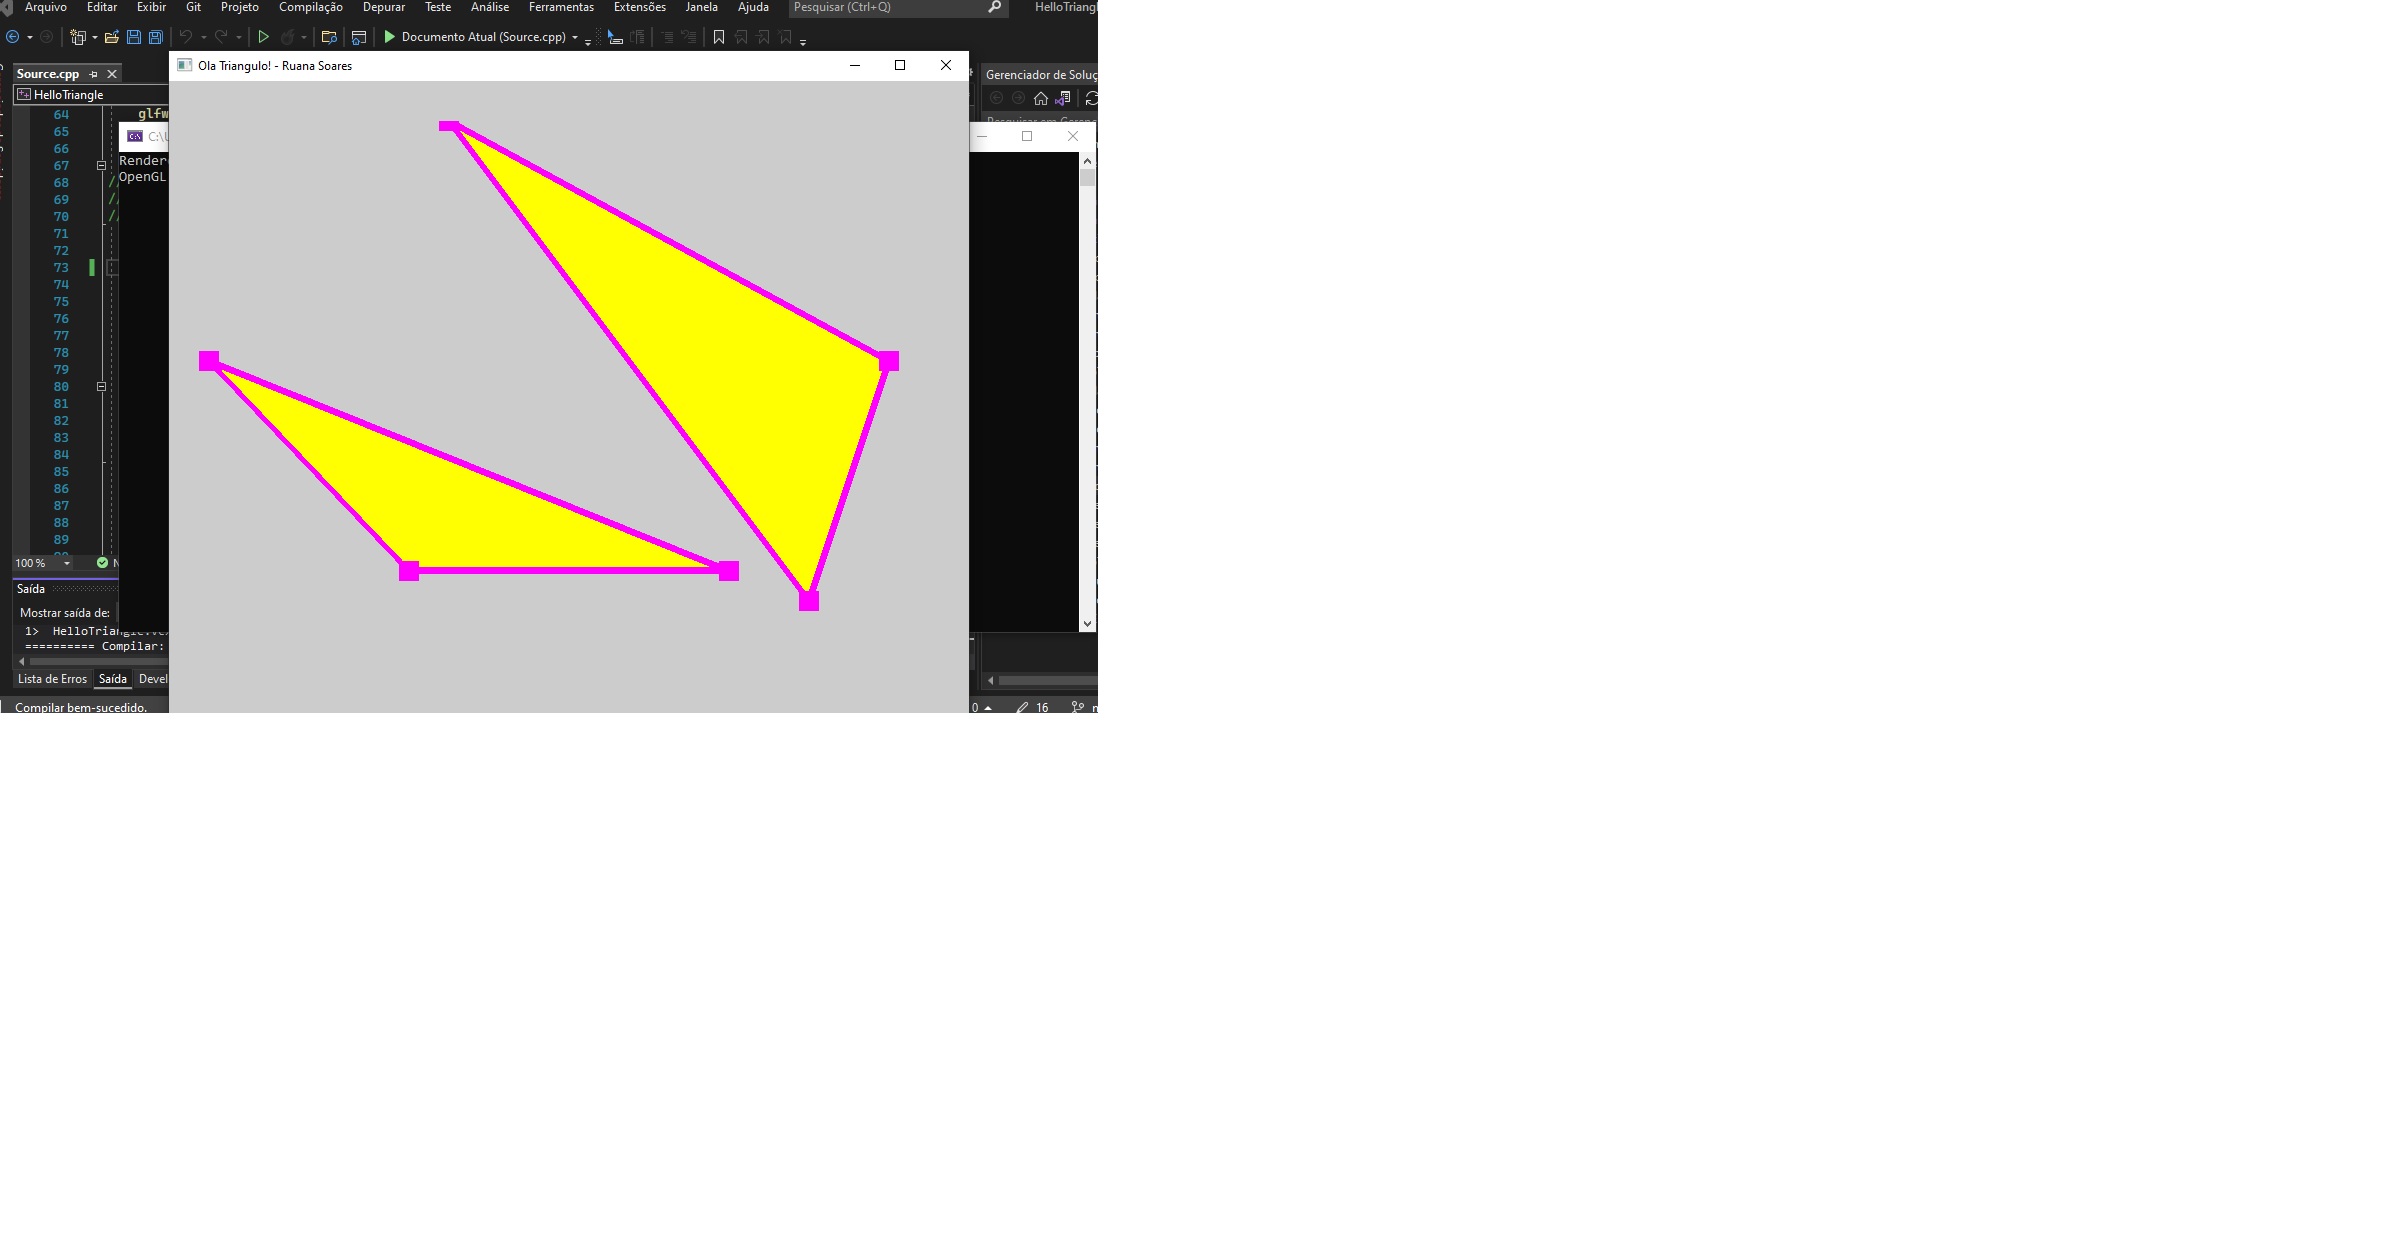 Arquivo Editar Exibir Git Projeto Compilação Depurar Teste Análise Ferramentas Extensões Janela Ajuda Pesquisar (Ctrl+Q) HelloTriangl
Documento Atual (Source.cpp)
Ola Triangulo! - Ruana Soares
Source.cpp
Gerenciador de Soluç
HelloTriangle
64 glfw
65
66
67
68 //
69 //
70 //
71
72
73
74
75
76
77
78
79
80
81
82
83
84
85
86
87
88
89
C:\U
Render
OpenGL
100 % N
Saída
Mostrar saída de:
1> HelloTriangle.vcx
========== Compilar:
Lista de Erros Saída Devel
Compilar bem-sucedido.
0 16